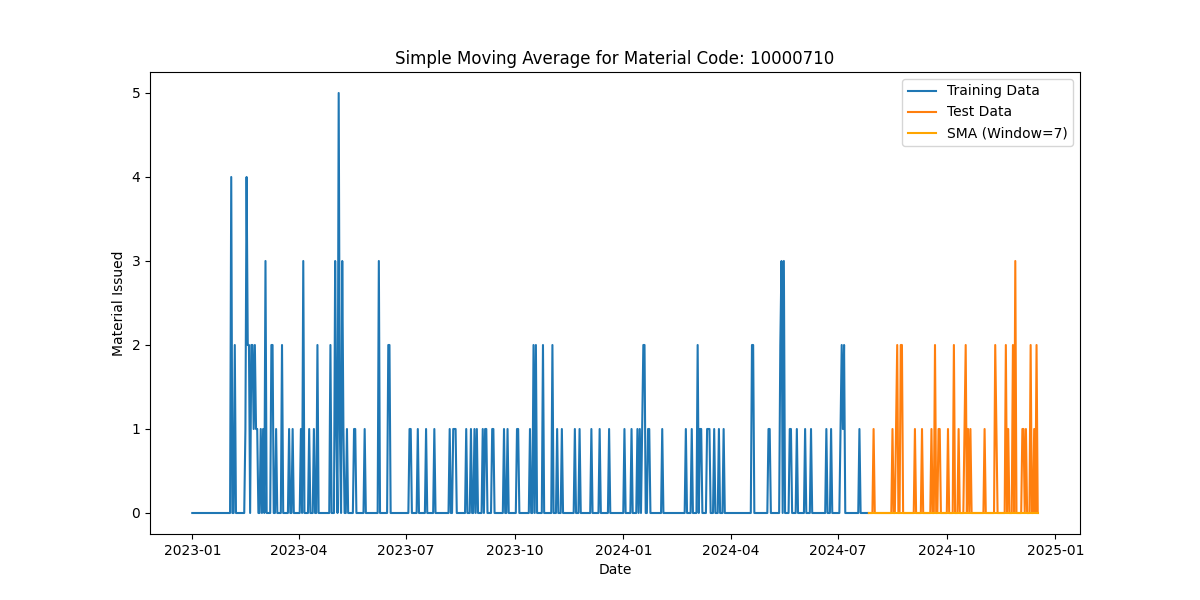 Simple Moving Average for Material Code: 10000710
Training Data
Test Data
SMA (Window=7)
Material Issued
5
4
3
2
1
0
2023-01 2023-04 2023-07 2023-10 2024-01 2024-04 2024-07 2024-10 2025-01
Date